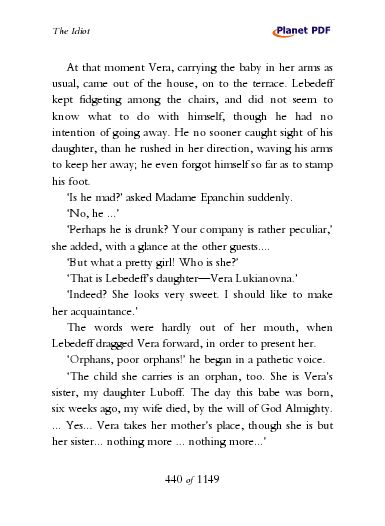 The Idiot
Planet PDF
At that moment Vera, carrying the baby in her arms as
usual, came out of the house, on to the terrace. Lebedeff
kept fidgeting among the chairs, and did not seem to
know what to do with himself, though he had no
intention of going away. He no sooner caught sight of his
daughter, than he rushed in her direction, waving his arms
to keep her away; he even forgot himself so far as to stamp
his foot.
'Is he mad?' asked Madame Epanchin suddenly.
'No, he ...'
'Perhaps he is drunk? Your company is rather peculiar,'
she added, with a glance at the other guests....
'But what a pretty girl! Who is she?'
'That is Lebedeff's daughter—Vera Lukianovna.'
'Indeed? She looks very sweet. I should like to make
her acquaintance.'
The words were hardly out of her mouth, when
Lebedeff dragged Vera forward, in order to present her.
'Orphans, poor orphans!' he began in a pathetic voice.
'The child she carries is an orphan, too. She is Vera's
sister, my daughter Luboff. The day this babe was born,
six weeks ago, my wife died, by the will of God Almighty.
... Yes... Vera takes her mother's place, though she is but
her sister... nothing more ... nothing more...'
440 of 1149